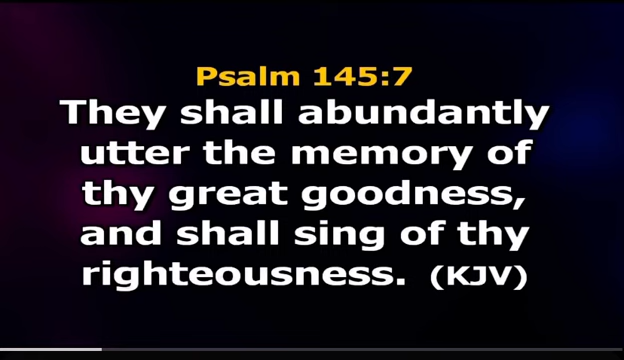 Psalm 145:7
They shall abundantly
utter the memory of
thy great goodness,
and shall sing of thy
righteousness. (KJV)